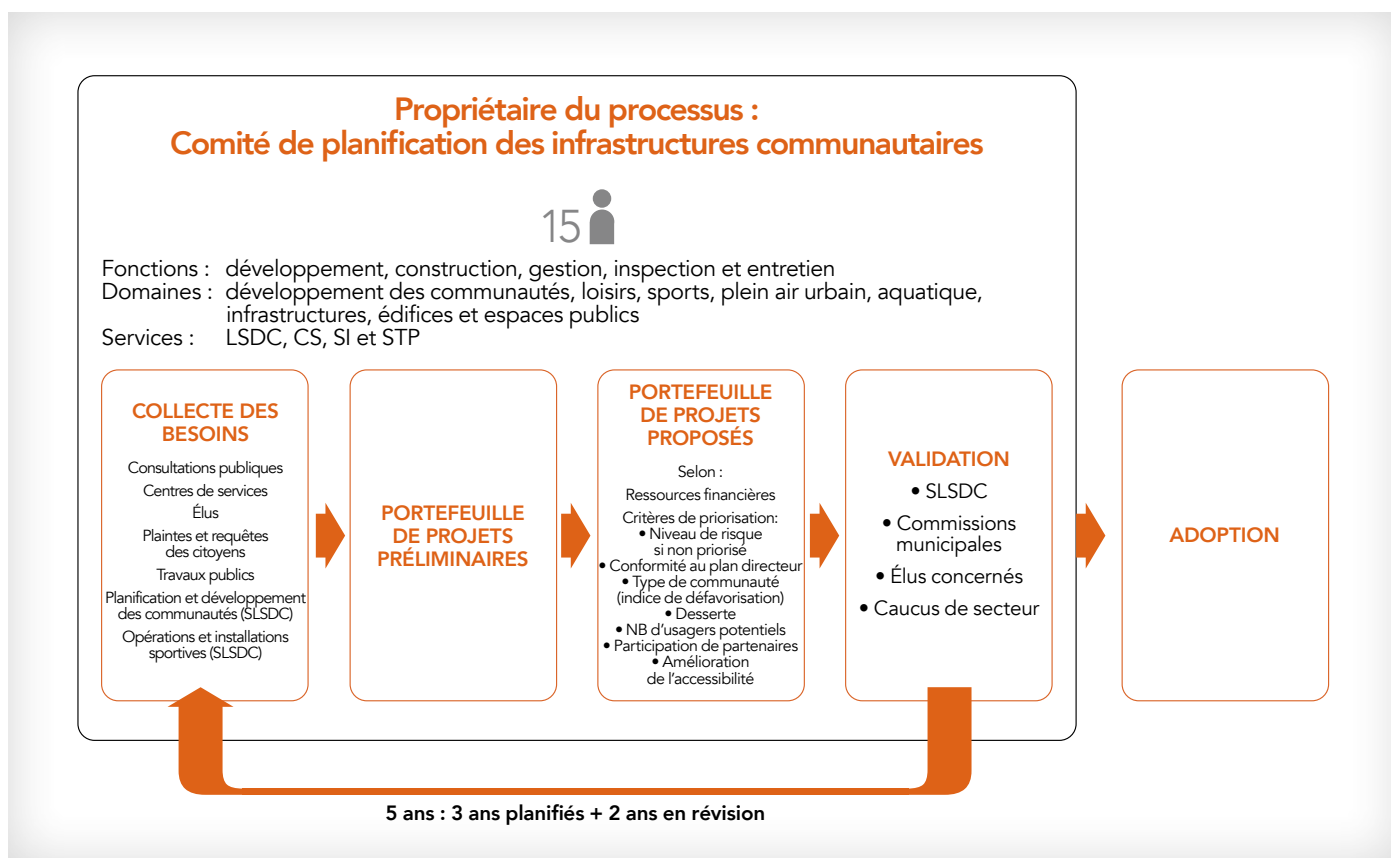 Propriétaire du processus :
Comité de planification des infrastructures communautaires
15
Fonctions : développement, construction, gestion, inspection et entretien
Domaines : développement des communautés, loisirs, sports, plein air urbain, aquatique,
infrastructures, édifices et espaces publics
Services : LSDC, CS, SI et STP
COLLECTE DES
BESOINS
Consultations publiques
Centres de services
Élus
Plaintes et requêtes
des citoyens
Travaux publics
Planification et développement
des communautés (SLSDC)
Opérations et installations
sportives (SLSDC)
PORTEFEUILLE
DE PROJETS
PRÉLIMINAIRES
PORTEFEUILLE
DE PROJETS
PROPOSÉS
Selon :
Ressources financières
Critères de priorisation:
• Niveau de risque
si non priorisé
• Conformité au plan directeur
• Type de communauté
(indice de défavorisation)
• Desserte
• NB d'usagers potentiels
• Participation de partenaires
• Amélioration
de l'accessibilité
VALIDATION
• SLSDC
• Commissions
municipales
• Élus concernés
• Caucus de secteur
ADOPTION
5 ans : 3 ans planifiés + 2 ans en révision